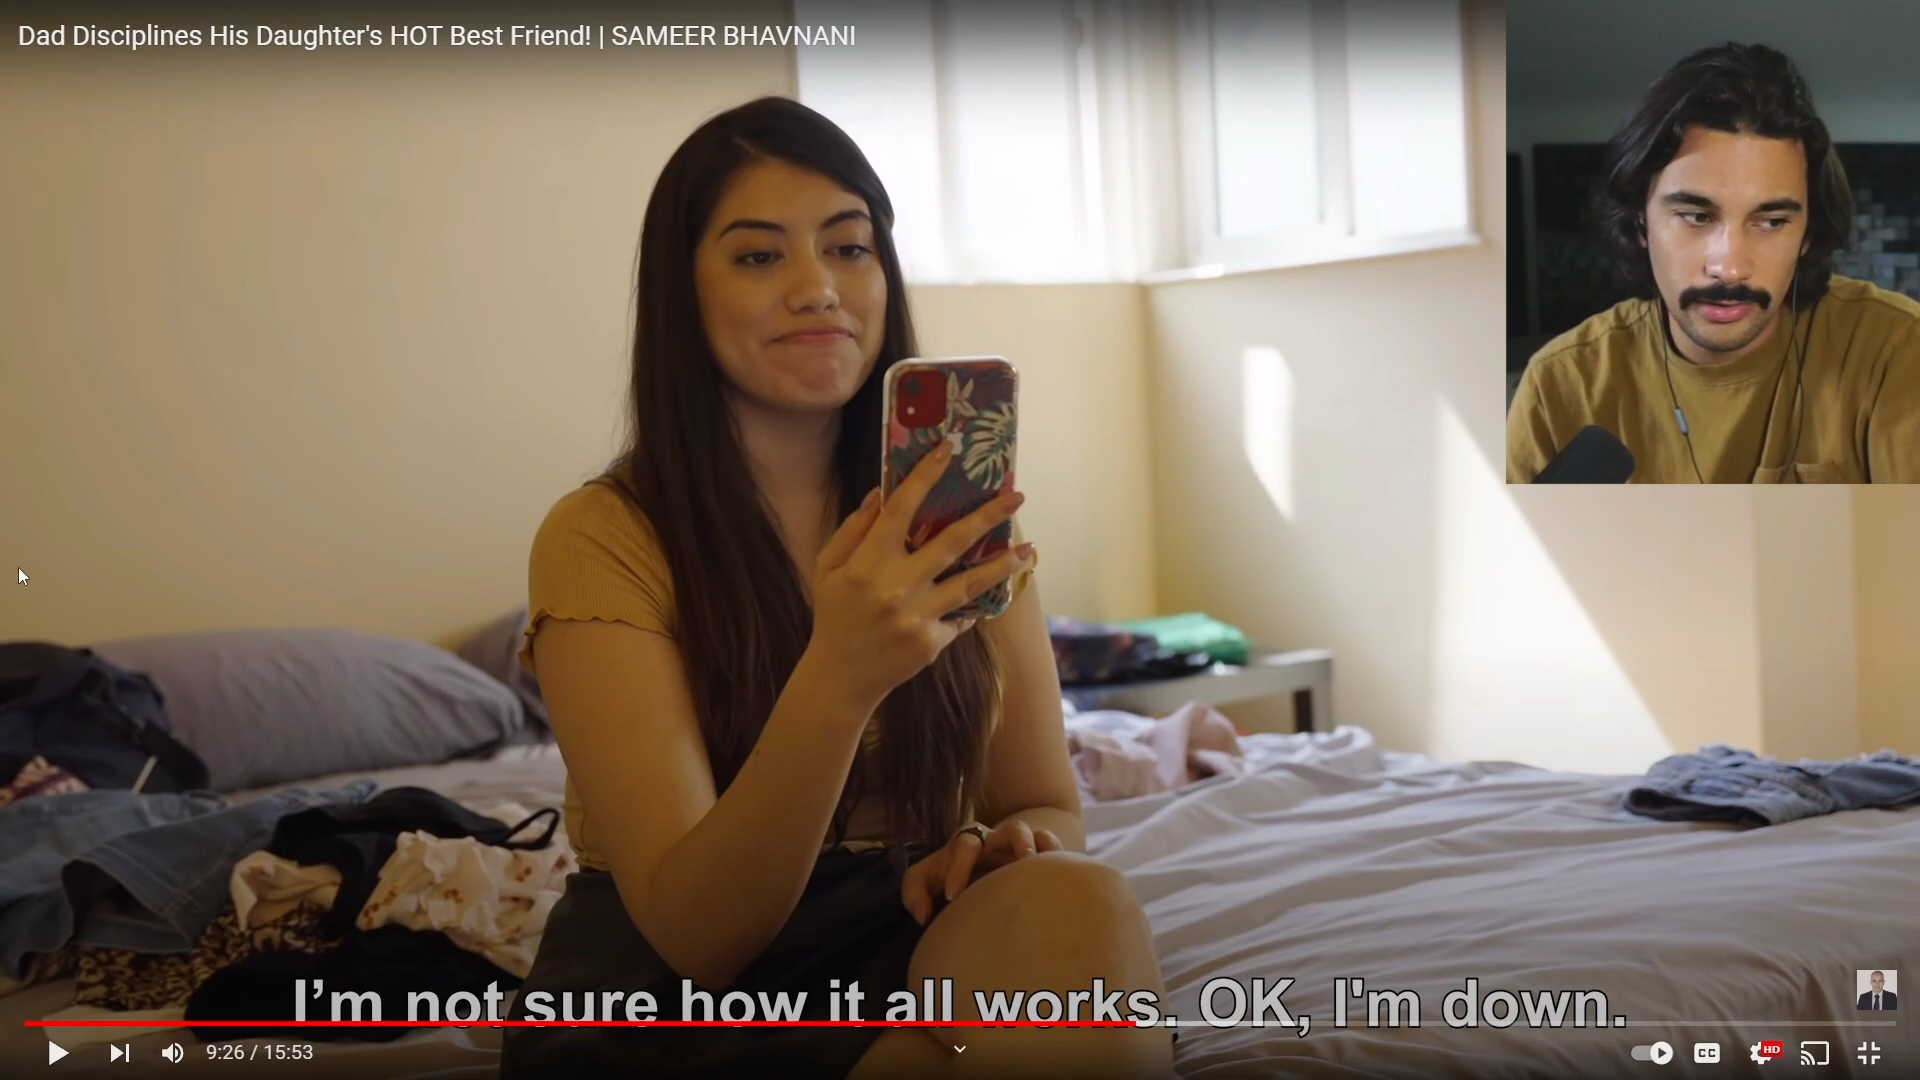 Dad Disciplines His Daughter's HOT Best Friend! | SAMEER BHAVNANI
I’m not sure how it all works. OK, I'm down.
9:26 / 15:53
CC
HD